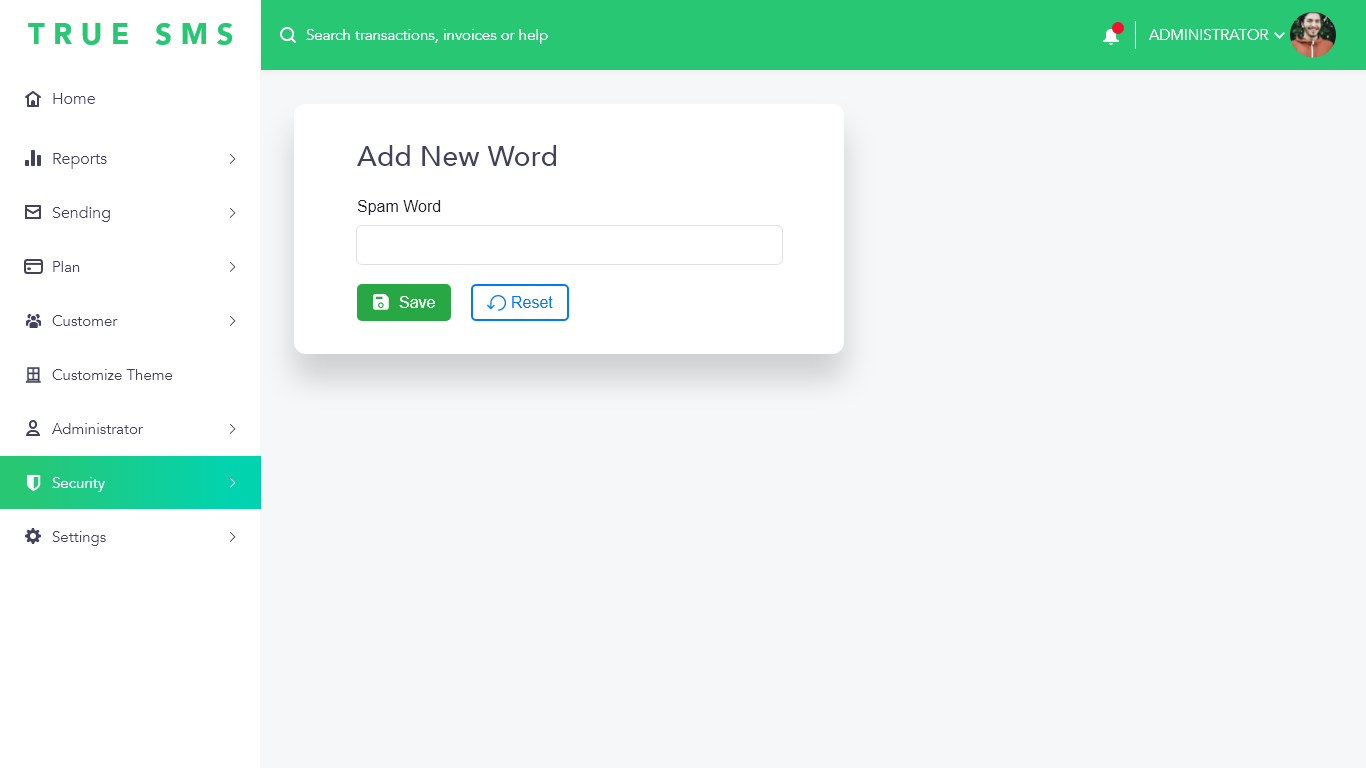 TRUE SMS
Search transactions, invoices or help
ADMINISTRATOR
Home
Reports
Sending
Plan
Customer
Customize Theme
Administrator
Security
Settings
Add New Word
Spam Word
Save
Reset